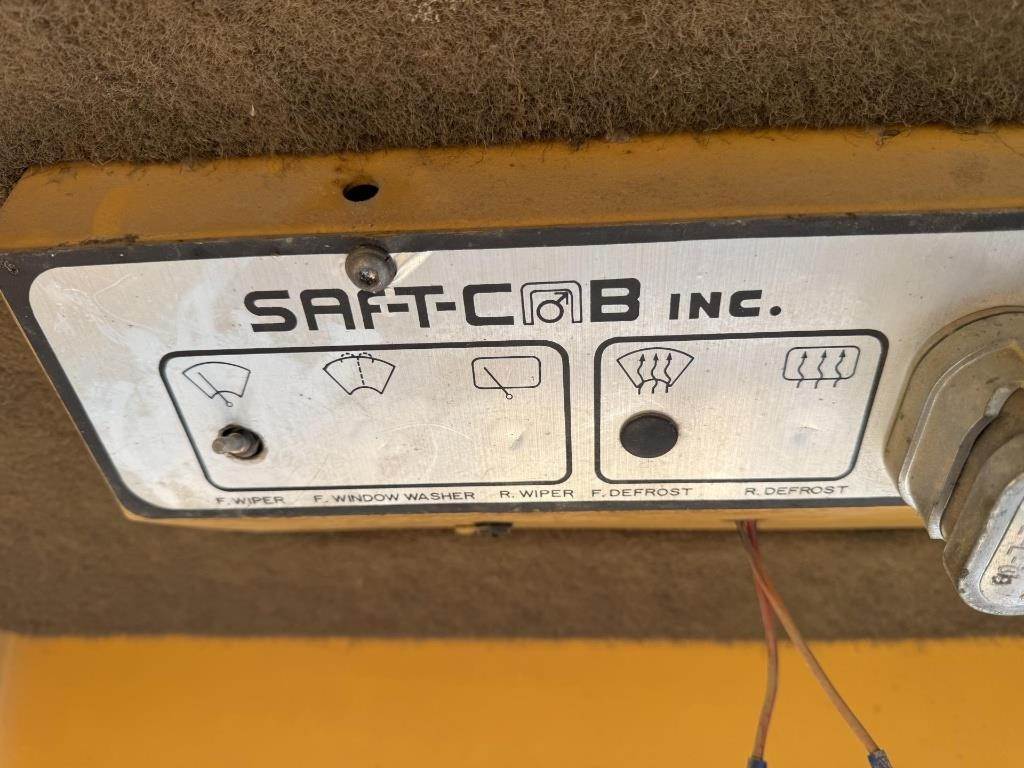 SAF-T-CAB INC.
F. WIPER F. WINDOW WASHER R. WIPER F. DEFROST R. DEFROST